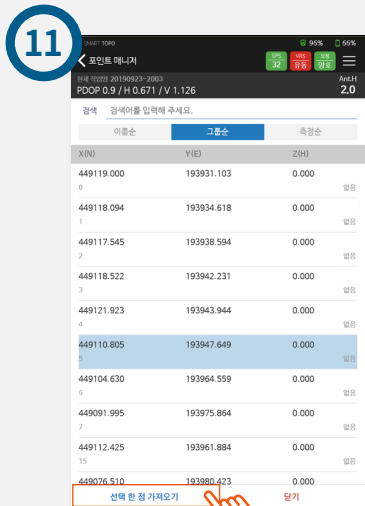 11
SMART TOPO
95% 55%
포인트 매니저
GPS 32 VRS 유동 보정 양호
현재 작업명 20190923-2003 Ant.H
PDOP 0.9 / H 0.671 / V 1.126 2.0
검색 검색어를 입력해 주세요.
이름순 그룹순 측정순
X(N) Y(E) Z(H)
449119.000 193931.103 0.000
0 없음
449118.094 193934.618 0.000
1 없음
449117.545 193938.594 0.000
2 없음
449118.522 193942.231 0.000
3 없음
449121.923 193943.944 0.000
4 없음
449110.805 193947.649 0.000
5 없음
449104.630 193964.559 0.000
6 없음
449091.995 193975.864 0.000
7 없음
449112.425 193961.884 0.000
15 없음
449076.510 193980.423 0.000
선택 한 점 가져오기 닫기